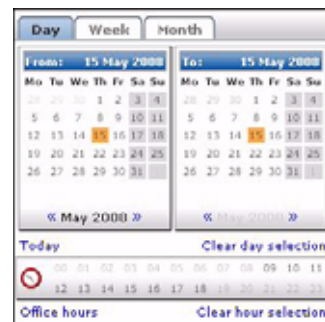 Day Week Month
From: 15 May 2008 To: 15 May 2008
Mo Tu We Th Fr Sa Su Mo Tu We Th Fr Sa Su
28 29 30 1 2 3 4 28 29 30 1 2 3 4
5 6 7 8 9 10 11 5 6 7 8 9 10 11
12 13 14 15 16 17 18 12 13 14 15 16 17 18
19 20 21 22 23 24 25 19 20 21 22 23 24 25
26 27 28 29 30 31 1 26 27 28 29 30 31 1
« May 2008 » « May 2008 »
Today Clear day selection
00 01 02 03 04 05 06 07 08 09 10 11
12 13 14 15 16 17 18 19 20 21 22 23
Office hours Clear hour selection